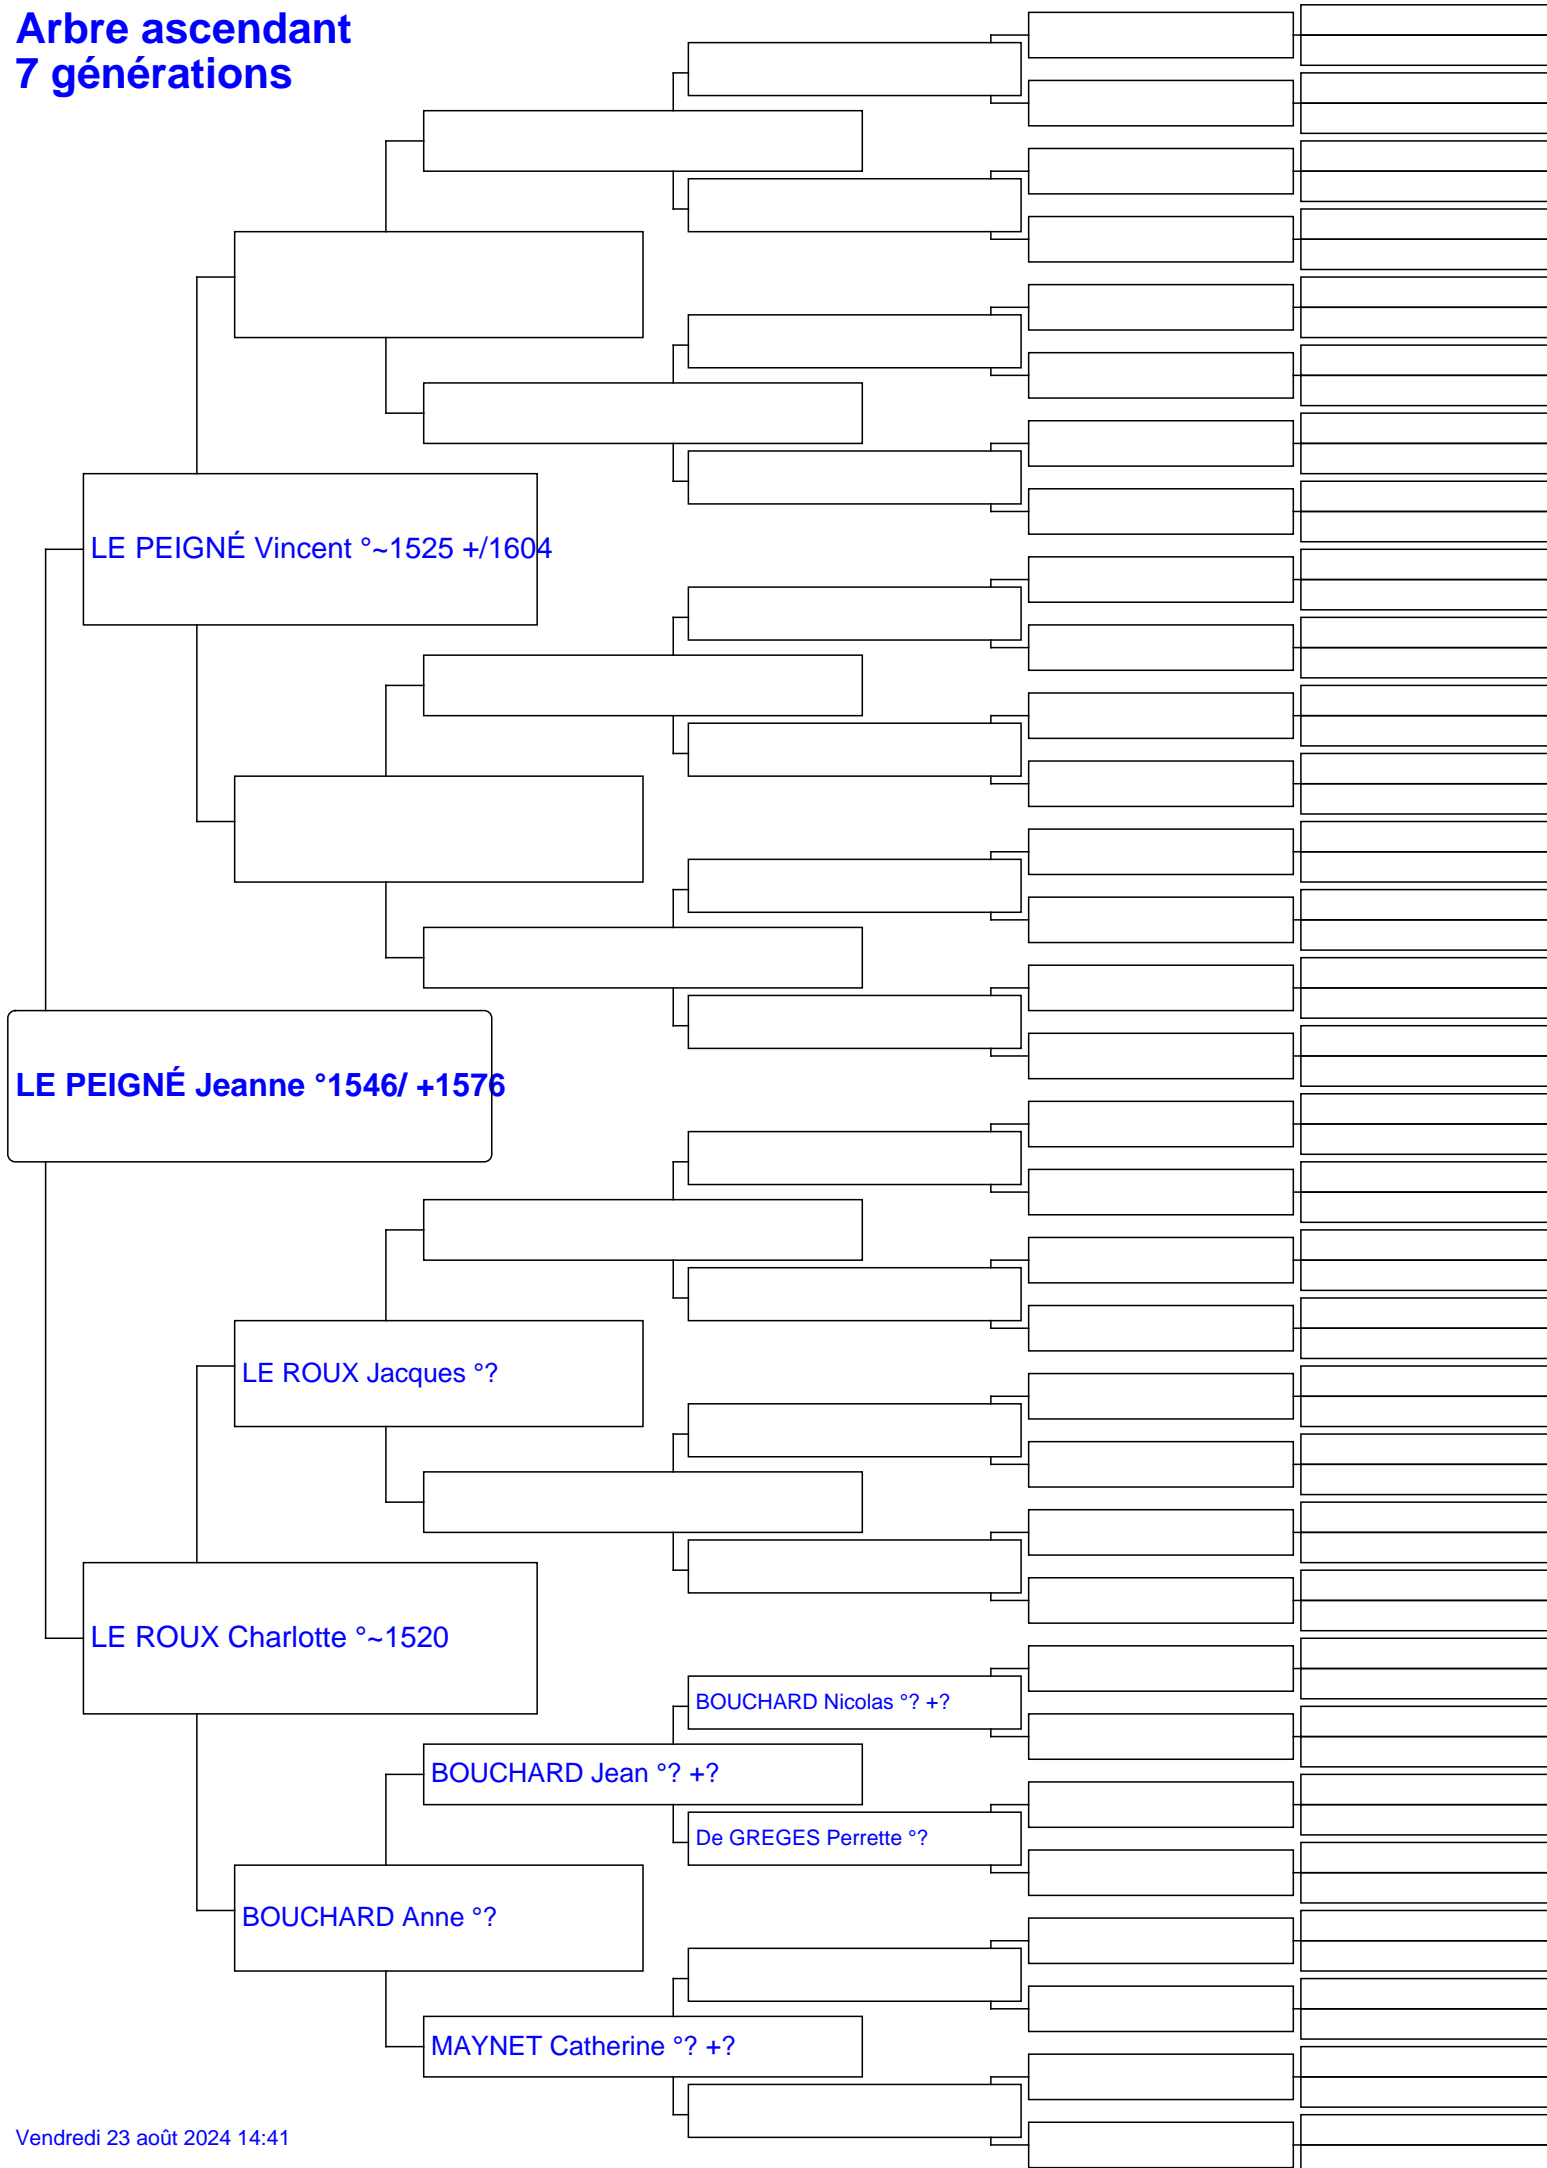 Arbre ascendant
7 générations
LE PEIGNÉ Vincent °~1525 +/1604
LE PEIGNÉ Jeanne °1546/ +1576
LE ROUX Jacques °?
LE ROUX Charlotte °~1520
BOUCHARD Nicolas °? +?
BOUCHARD Jean °? +?
De GREGES Perrette °?
BOUCHARD Anne °?
MAYNET Catherine °? +?
Vendredi 23 août 2024 14:41